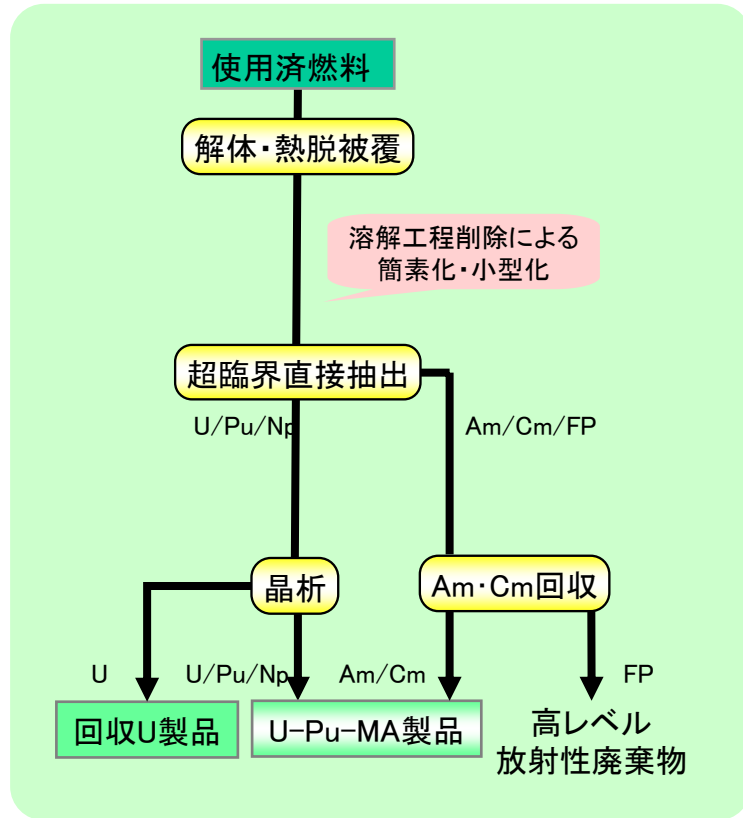 使用済燃料
解体・熱脱被覆
溶解工程削除による
簡素化・小型化
超臨界直接抽出
U/Pu/Np
Am/Cm/FP
晶析
Am・Cm回収
U
U/Pu/Np
Am/Cm
FP
回収U製品
U-Pu-MA製品
高レベル
放射性廃棄物